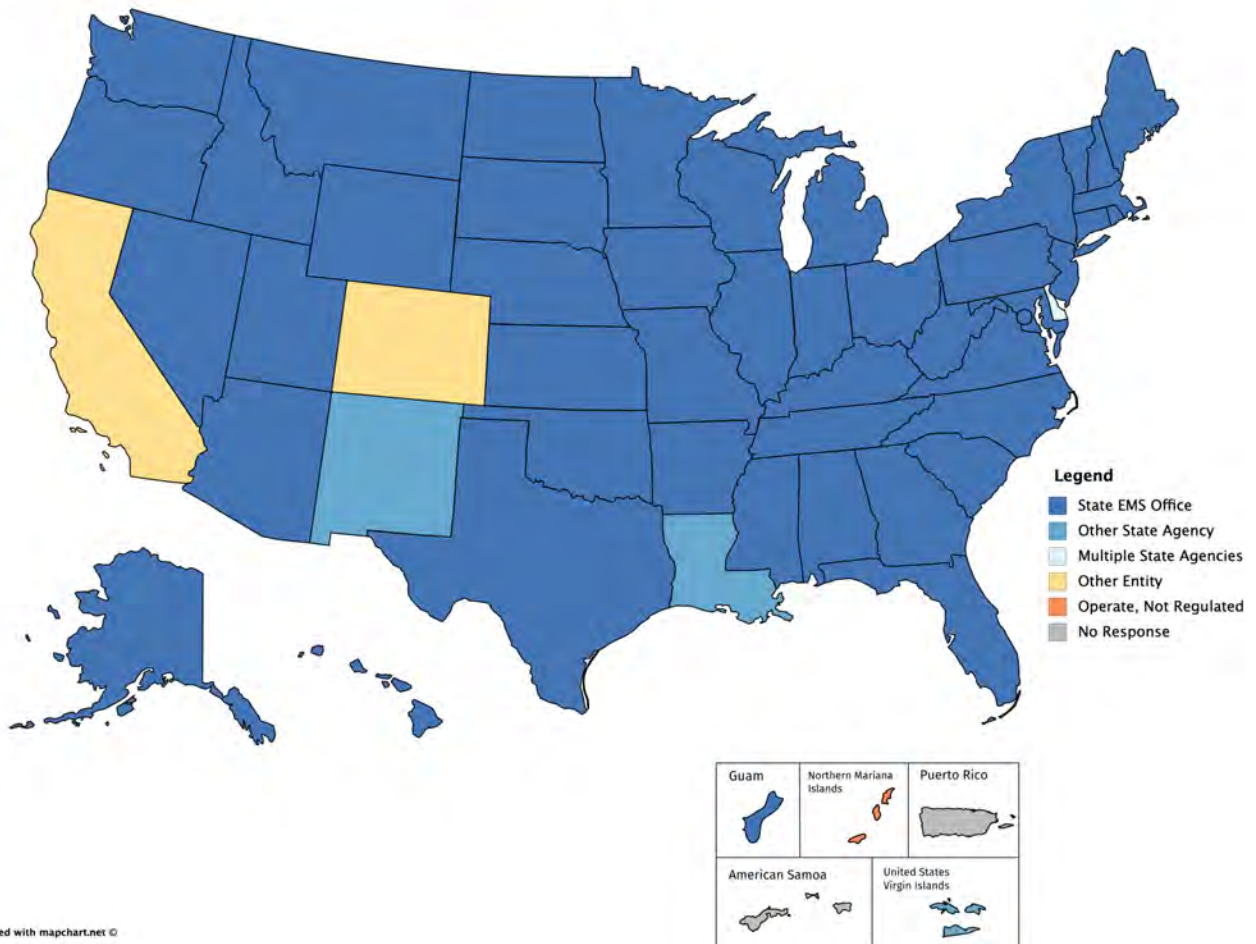 Legend
State EMS Office
Other State Agency
Multiple State Agencies
Other Entity
Operate, Not Regulated
No Response
Guam
Northern Mariana
Islands
Puerto Rico
American Samoa
United States
Virgin Islands
with mapchart.net ©